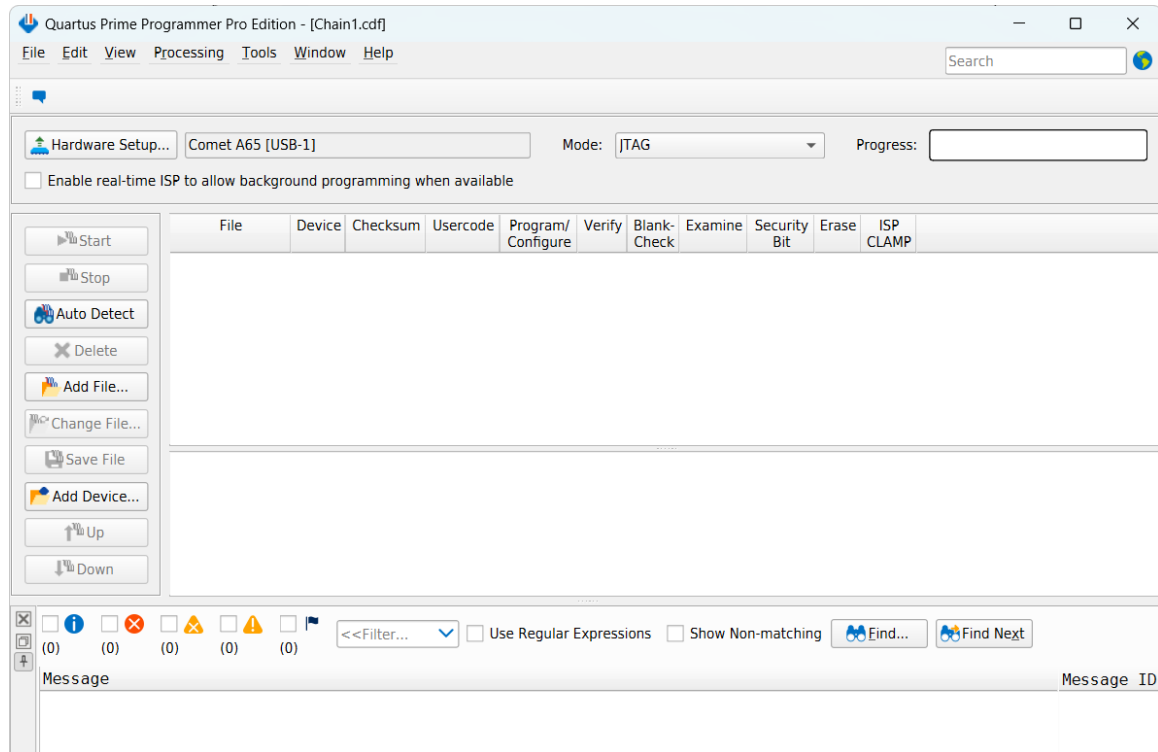 Quartus Prime Programmer Pro Edition - [Chain1.cdf]
File Edit View Processing Tools Window Help
Search
Hardware Setup... Comet A65 [USB-1] Mode: JTAG Progress:
Enable real-time ISP to allow background programming when available
File Device Checksum Usercode Program/ Configure Verify Blank- Check Examine Security Bit Erase ISP CLAMP
Start
Stop
Auto Detect
Delete
Add File...
Change File...
Save File
Add Device...
Up
Down
(0) (0) (0) (0) (0) <<Filter... Use Regular Expressions Show Non-matching Find... Find Next
Message Message ID